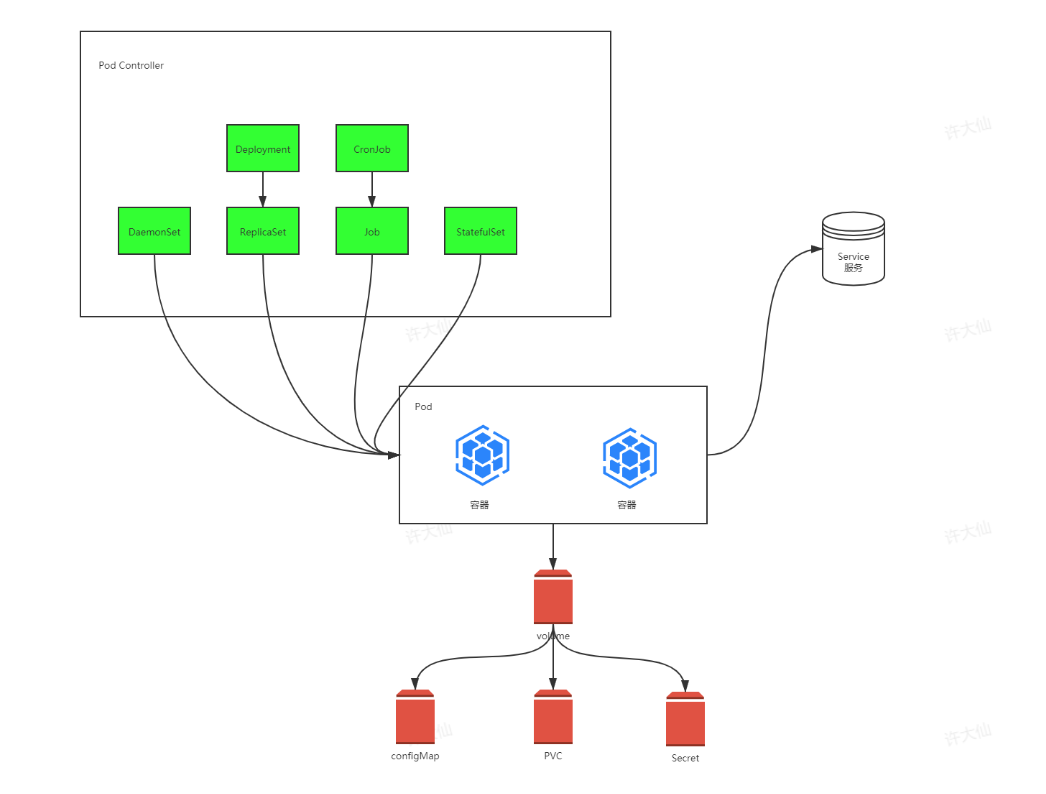 Pod Controller
Deployment
CronJob
DaemonSet
ReplicaSet
Job
StatefulSet
Service
服务
Pod
容器
容器
volume
configMap
PVC
Secret
许大仙
许大仙
许大仙
许大仙
许大仙
许大仙